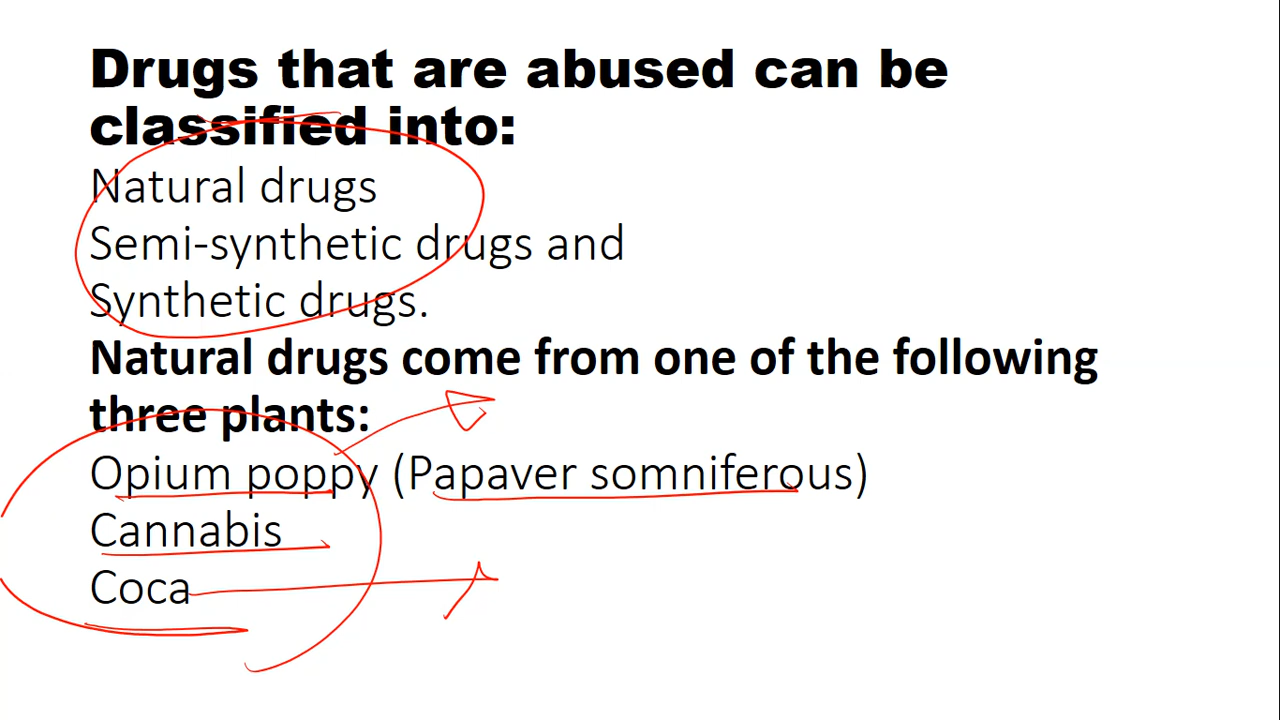 Drugs that are abused can be
classified into:
Natural drugs
Semi-synthetic drugs and
Synthetic drugs.
Natural drugs come from one of the following
three plants:
Opium poppy (Papaver somniferous)
Cannabis
Coca